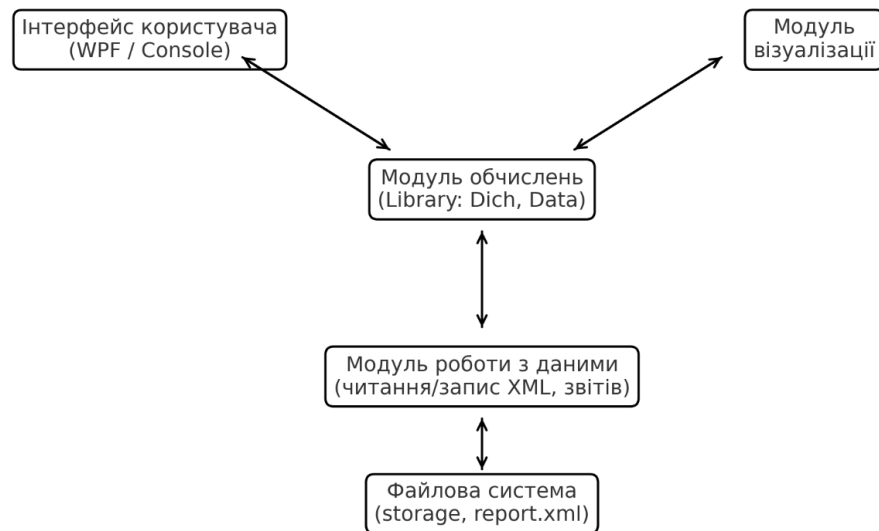 Інтерфейс користувача
(WPF / Console)
Модуль
візуалізації
Модуль обчислень
(Library: Dich, Data)
Модуль роботи з даними
(читання/запис XML, звітів)
Файлова система
(storage, report.xml)